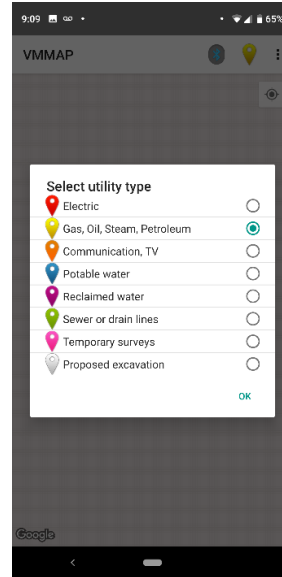 9:09
65%
VMMAP
Select utility type
Electric
Gas, Oil, Steam, Petroleum
Communication, TV
Potable water
Reclaimed water
Sewer or drain lines
Temporary surveys
Proposed excavation
OK
Google